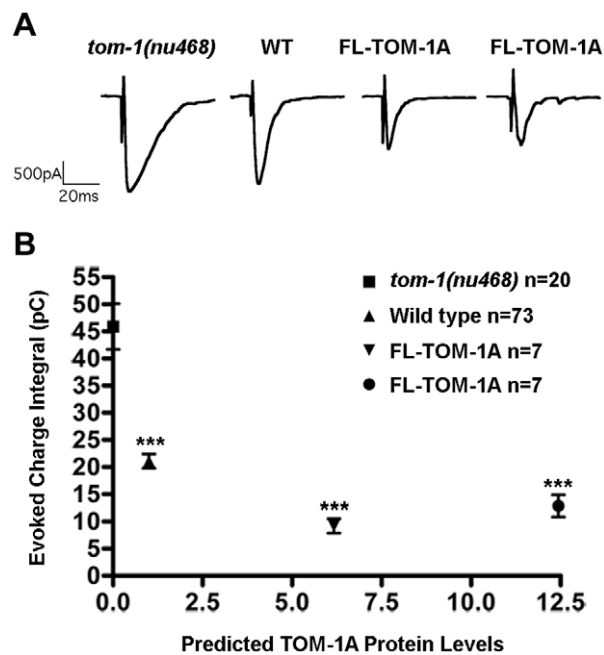 A
tom-1(nu468) WT FL-TOM-1A FL-TOM-1A
500pA
20ms
B
Evoked Charge Integral (pC)
55
50
45
40
35
30
25
20
15
10
5
0
■ tom-1(nu468) n=20
▲ Wild type n=73
▼ FL-TOM-1A n=7
● FL-TOM-1A n=7
***
***
***
0.0 2.5 5.0 7.5 10.0 12.5
Predicted TOM-1A Protein Levels